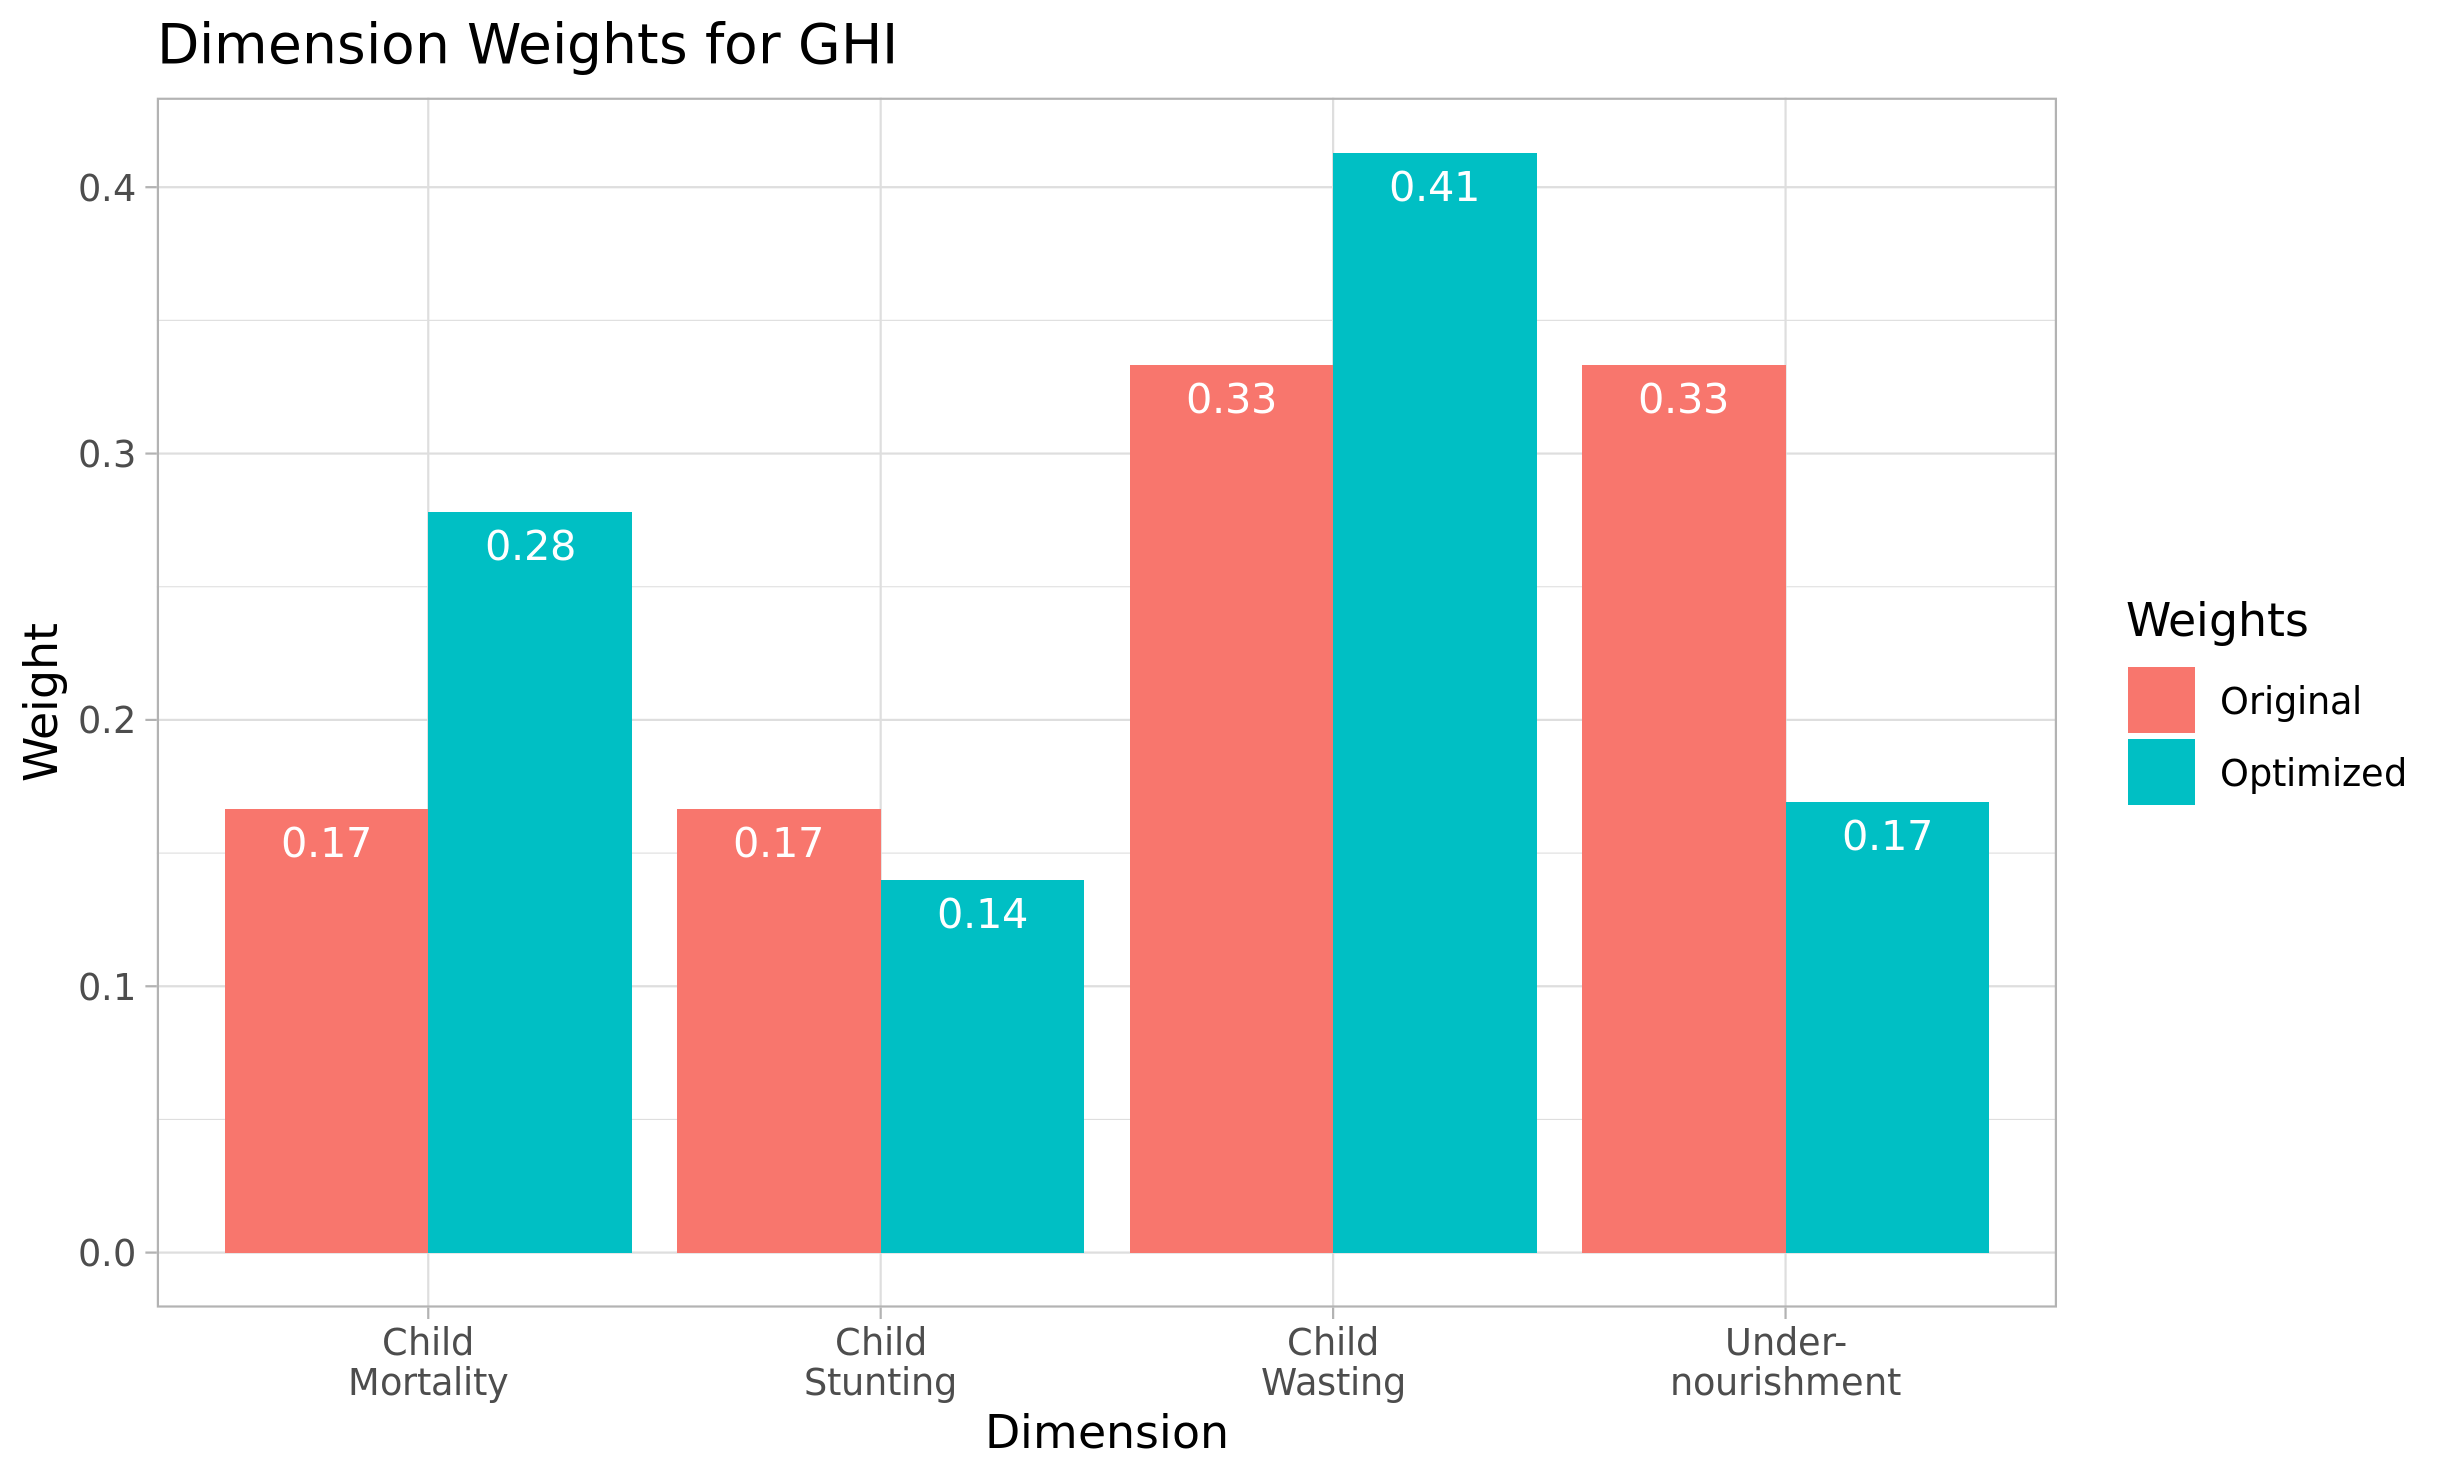 Dimension Weights for GHI
Weight
0.4
0.3
0.2
0.1
0.0
0.17
0.28
0.17
0.14
0.33
0.41
0.33
0.17
Child
Mortality
Child
Stunting
Child
Wasting
Under-
nourishment
Dimension
Weights
Original
Optimized